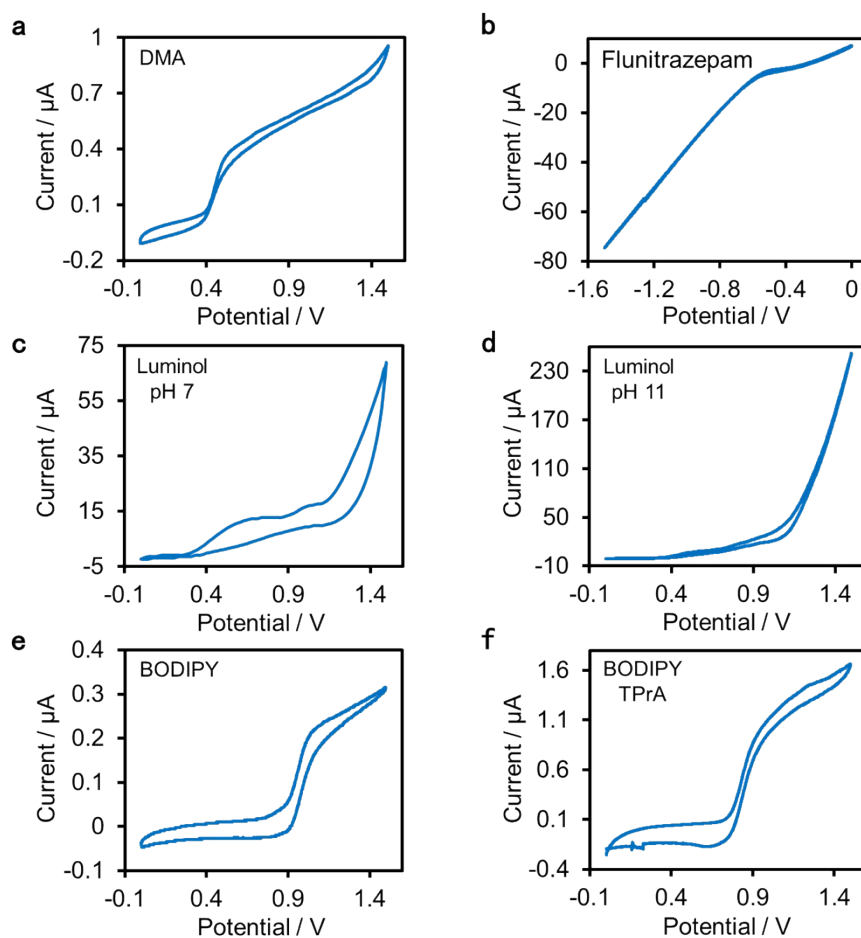 a
DMA
Current / µA
1
0.7
0.4
0.1
-0.2
-0.1
0.4
0.9
1.4
Potential / V
b
Flunitrazepam
Current / µA
0
-20
-40
-60
-80
-1.6
-1.2
-0.8
-0.4
0
Potential / V
c
Luminol
pH 7
Current / µA
75
55
35
15
-5
-0.1
0.4
0.9
1.4
Potential / V
d
Luminol
pH 11
Current / µA
230
170
110
50
-10
-0.1
0.4
0.9
1.4
Potential / V
e
BODIPY
Current / µA
0.4
0.3
0.2
0
-0.1
-0.1
0.4
0.9
1.4
Potential / V
f
BODIPY
TPrA
Current / µA
1.6
1.1
0.6
0.1
-0.4
-0.1
0.4
0.9
1.4
Potential / V